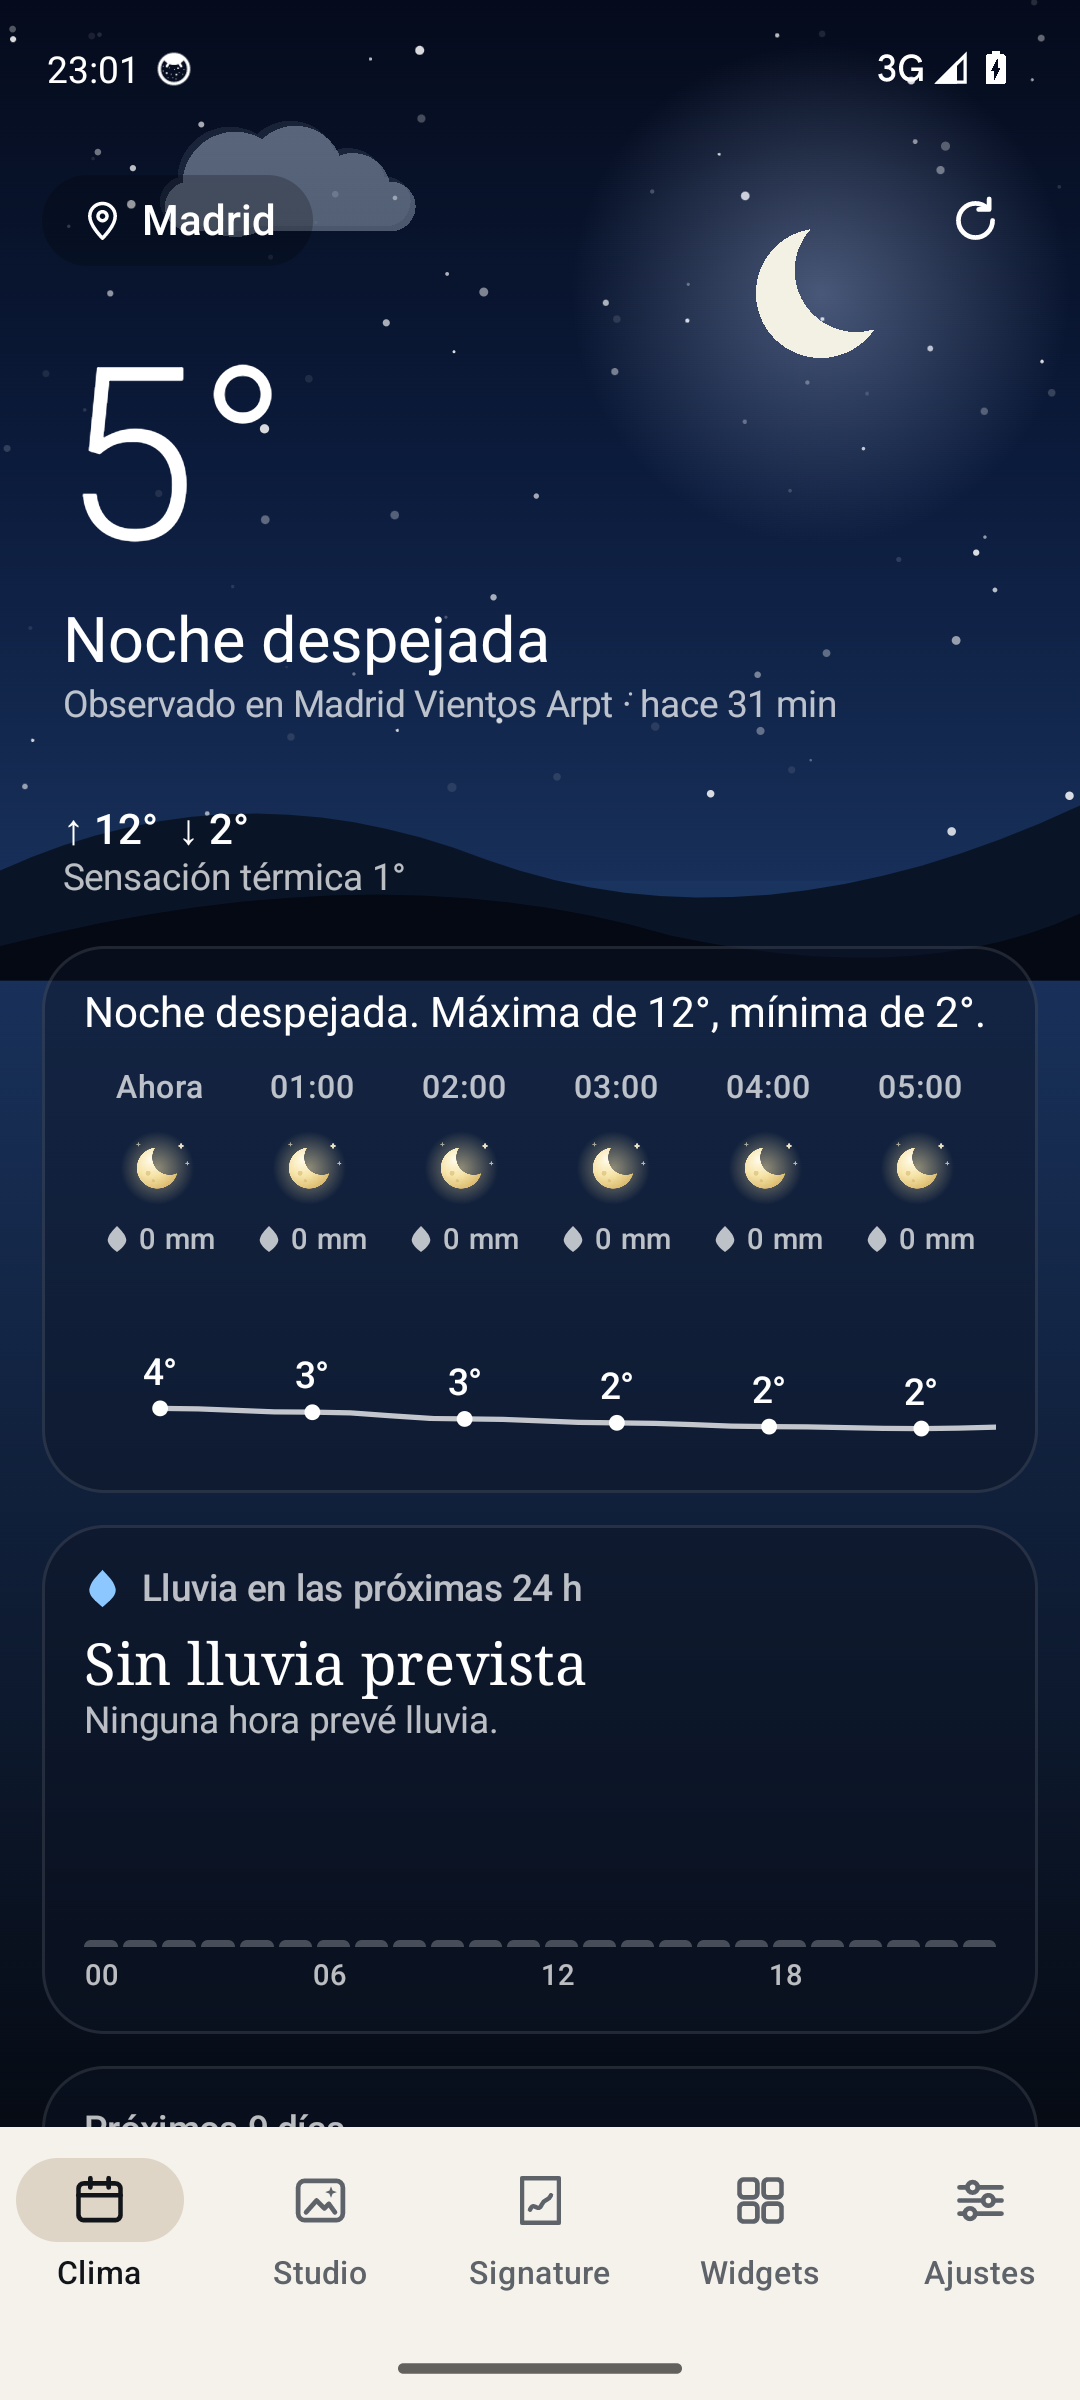 23:01
3G
Madrid
5°
Noche despejada
Observado en Madrid Vientos Arpt · hace 31 min
↑ 12° ↓ 2°
Sensación térmica 1°
Noche despejada. Máxima de 12°, mínima de 2°.
Ahora 01:00 02:00 03:00 04:00 05:00
0 mm 0 mm 0 mm 0 mm 0 mm 0 mm
4° 3° 3° 2° 2° 2°
Lluvia en las próximas 24 h
Sin lluvia prevista
Ninguna hora prevé lluvia.
00 06 12 18
Próximos 9 días
Clima Studio Signature Widgets Ajustes